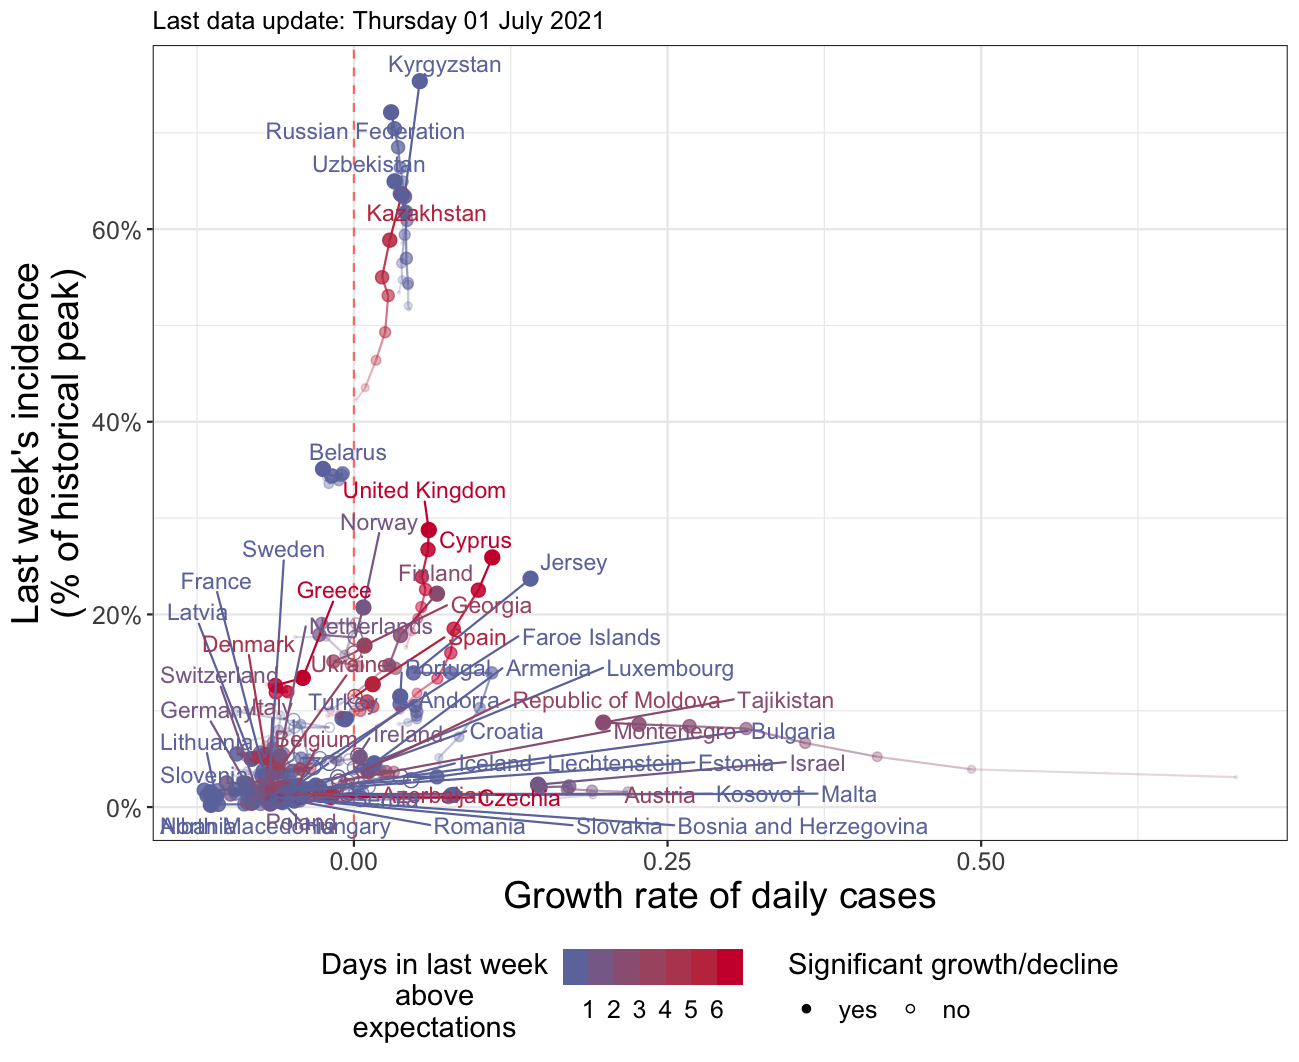 Last data update: Thursday 01 July 2021
Last week's incidence
(% of historical peak)
60%
40%
20%
0%
Kyrgyzstan
Russian Federation
Uzbekistan
Kazakhstan
Belarus
United Kingdom
Norway
Cyprus
Sweden
Jersey
Finland
France
Greece
Georgia
Latvia
Netherlands
Denmark
Spain
Faroe Islands
Ukraine
Portugal
Armenia
Luxembourg
Switzerland
Turkey
Andorra
Republic of Moldova
Tajikistan
Germany
Italy
Lithuania
Belgium
Ireland
Croatia
Montenegro
Bulgaria
Slovenia
Iceland
Liechtenstein
Estonia
Israel
Azerbaijan
Czechia
Austria
Kosovo†
Malta
Albania
North Macedonia
Poland
Hungary
Romania
Slovakia
Bosnia and Herzegovina
0.00
0.25
0.50
Growth rate of daily cases
Days in last week
above
expectations
1 2 3 4 5 6
Significant growth/decline
yes
no